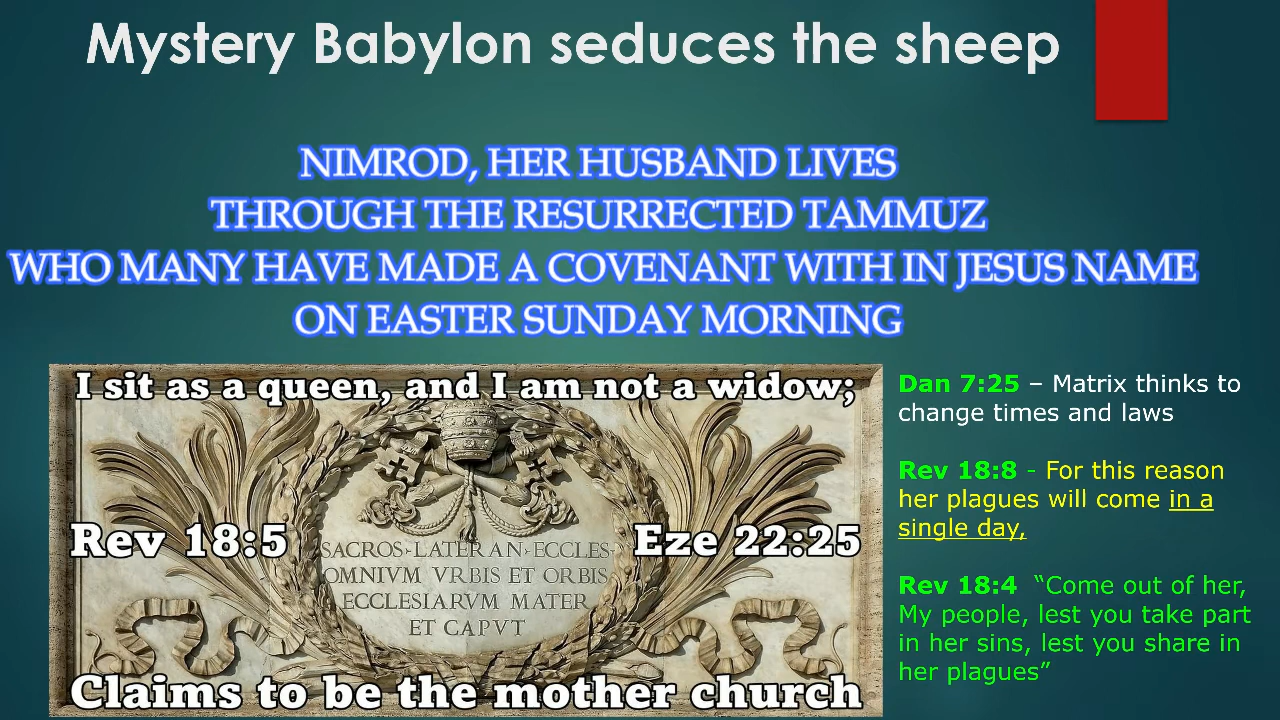 Mystery Babylon seduces the sheep
NIMROD, HER HUSBAND LIVES
THROUGH THE RESURRECTED TAMMUZ
WHO MANY HAVE MADE A COVENANT WITH IN JESUS NAME
ON EASTER SUNDAY MORNING
I sit as a queen, and I am not a widow;
Rev 18:5
Eze 22:25
SACROS·LATERAN·ECCLES·
OMNIVM VRBIS ET ORBIS
ECCLESIARVM MATER
ET CAPVT
Claims to be the mother church
Dan 7:25 – Matrix thinks to
change times and laws
Rev 18:8 - For this reason
her plagues will come in a
single day,
Rev 18:4 “Come out of her,
My people, lest you take part
in her sins, lest you share in
her plagues”